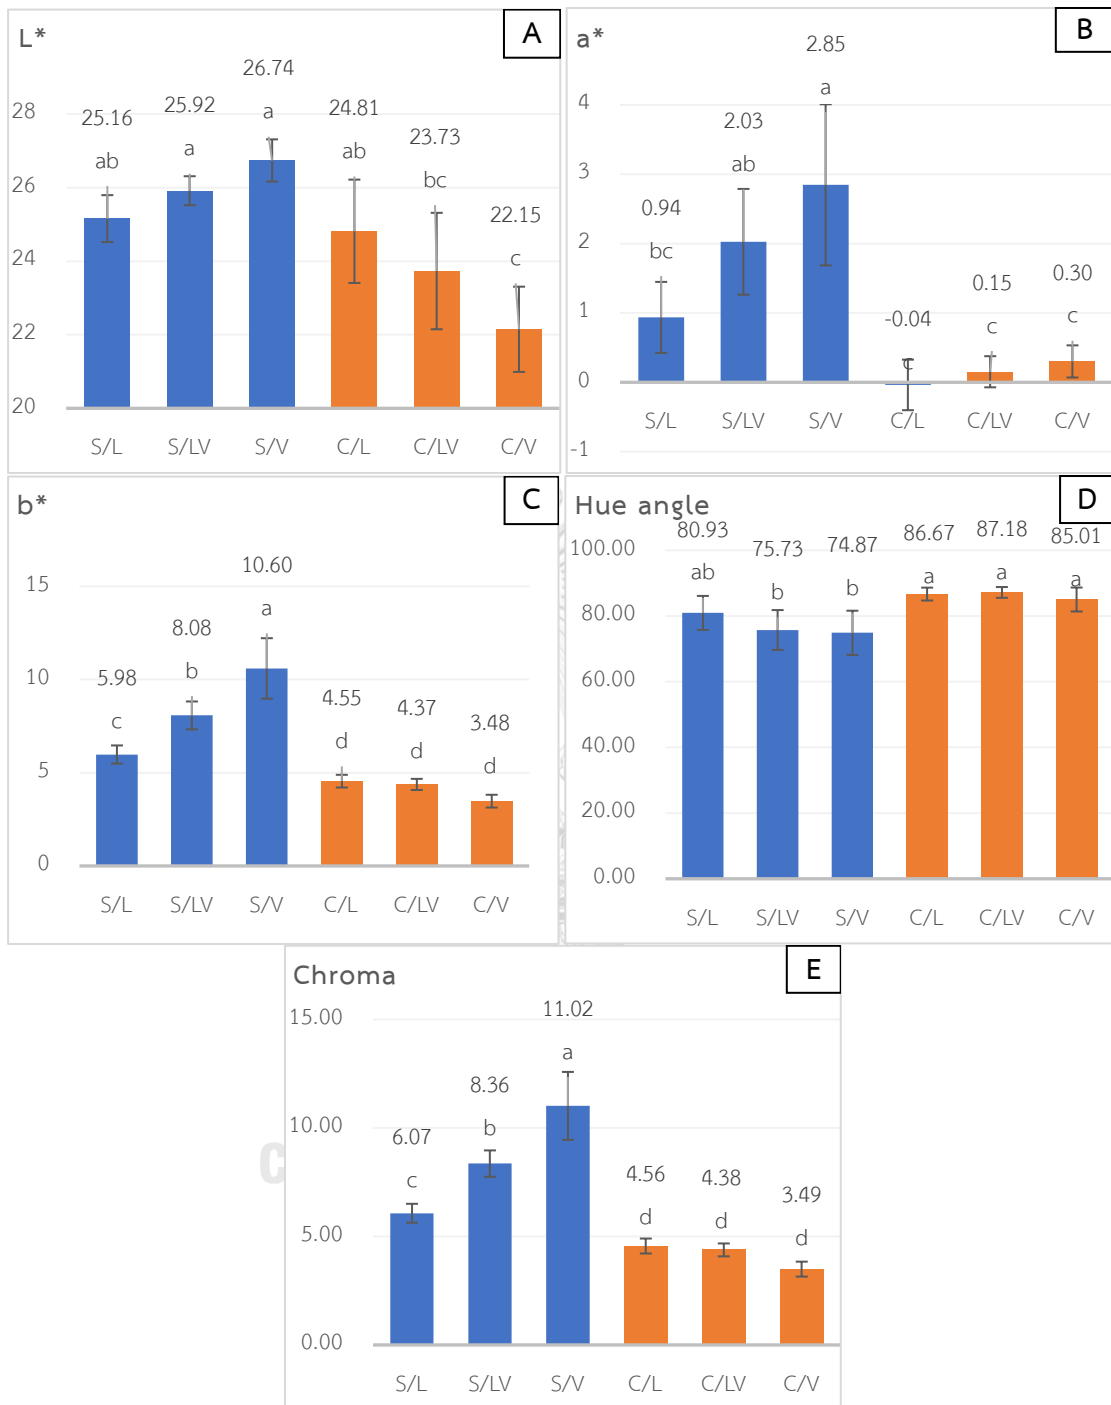 L*
A
26.74
25.16
25.92
24.81
23.73
22.15
ab
a
a
ab
bc
c
28
26
24
22
20
S/L S/LV S/V C/L C/LV C/V
a*
B
2.85
2.03
0.94
-0.04
0.15
0.30
bc
ab
a
c
c
c
4
3
2
1
0
-1
S/L S/LV S/V C/L C/LV C/V
b*
C
10.60
8.08
5.98
4.55
4.37
3.48
c
b
a
d
d
d
15
10
5
0
S/L S/LV S/V C/L C/LV C/V
Hue angle
D
80.93 75.73 74.87 86.67 87.18 85.01
ab b b a a a
100.00
80.00
60.00
40.00
20.00
0.00
S/L S/LV S/V C/L C/LV C/V
Chroma
E
11.02
8.36
6.07
4.56
4.38
3.49
c
b
a
d
d
d
15.00
10.00
5.00
0.00
S/L S/LV S/V C/L C/LV C/V